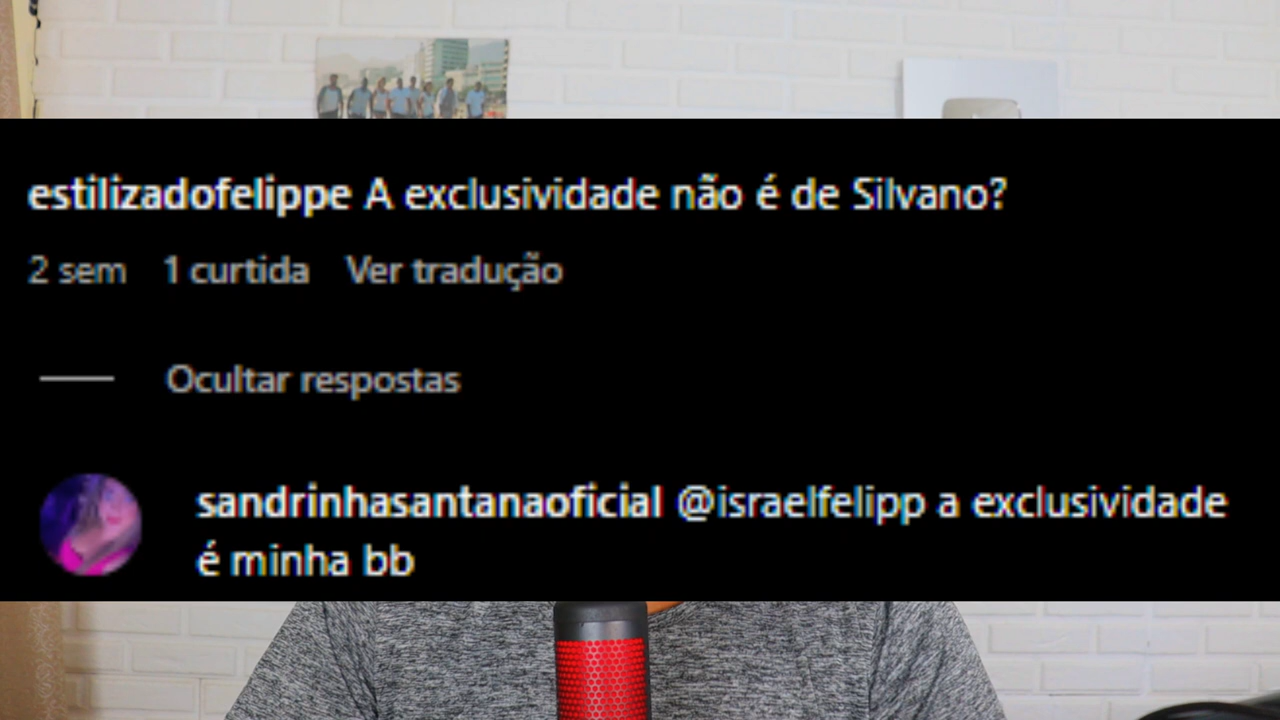 estilizadofelippe A exclusividade não é de Silvano?
2 sem 1 curtida Ver tradução
Ocultar respostas
sandrinhasantanaoficial @israelfelipp a exclusividade
é minha bb